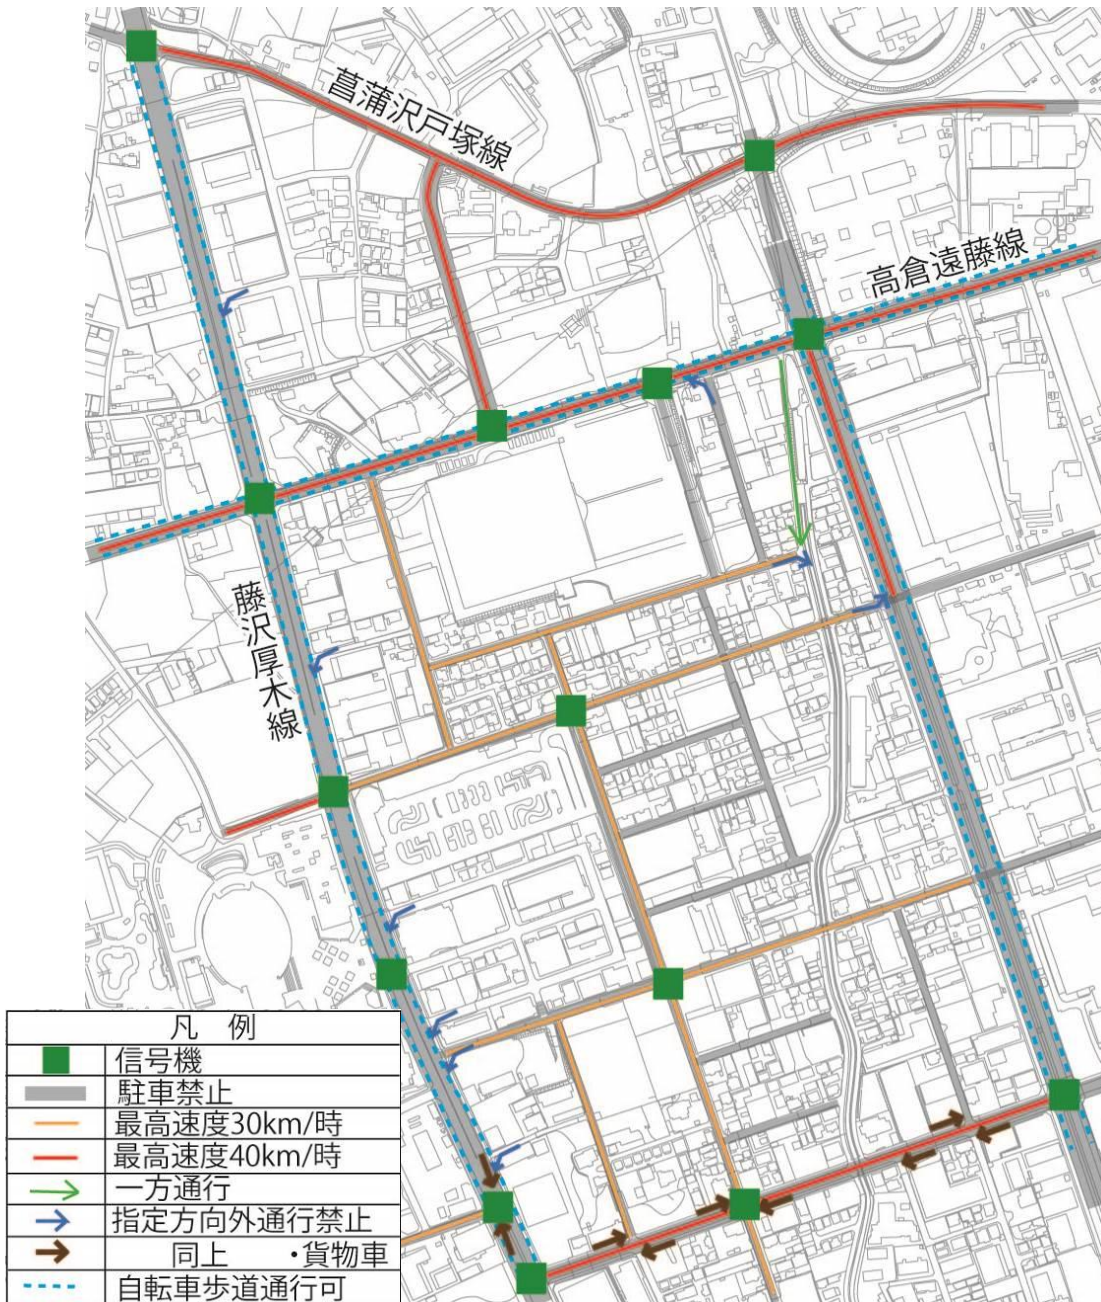 菖蒲沢戸塚線
高倉遠藤線
藤沢厚木線
凡 例
信号機
駐車禁止
最高速度30km/時
最高速度40km/時
一方通行
指定方向外通行禁止
同上 ・貨物車
自転車歩道通行可